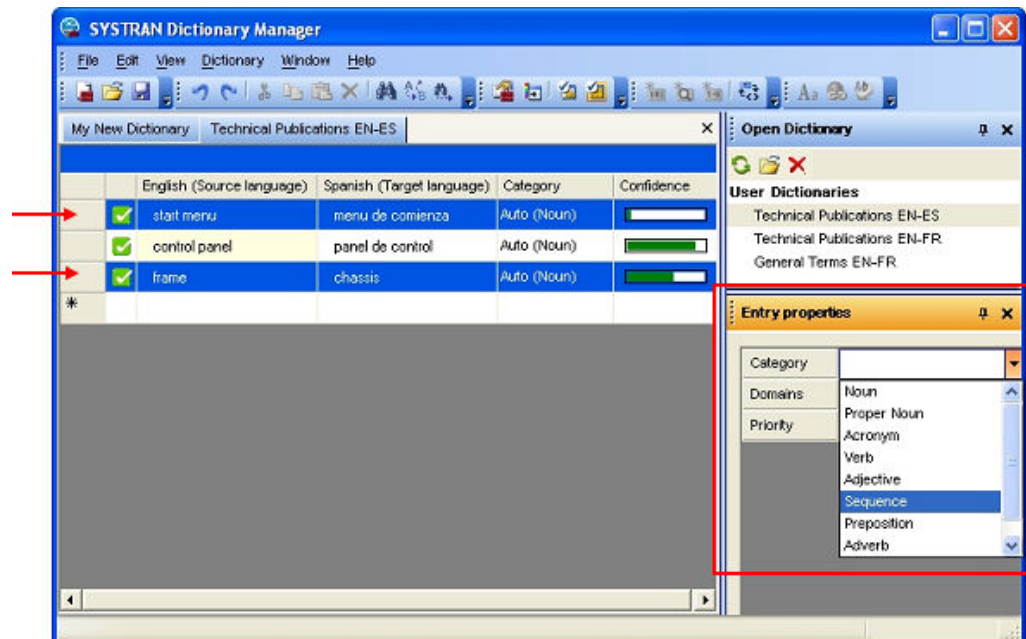 SYSTRAN Dictionary Manager
File Edit View Dictionary Window Help
My New Dictionary Technical Publications EN-ES
English (Source language) Spanish (Target language) Category Confidence
start menu menu de comienza Auto (Noun)
control panel panel de control Auto (Noun)
frame chassis Auto (Noun)
*
Open Dictionary
User Dictionaries
Technical Publications EN-ES
Technical Publications EN-FR
General Terms EN-FR
Entry properties
Category
Domains
Priority
Noun
Proper Noun
Acronym
Verb
Adjective
Sequence
Preposition
Adverb